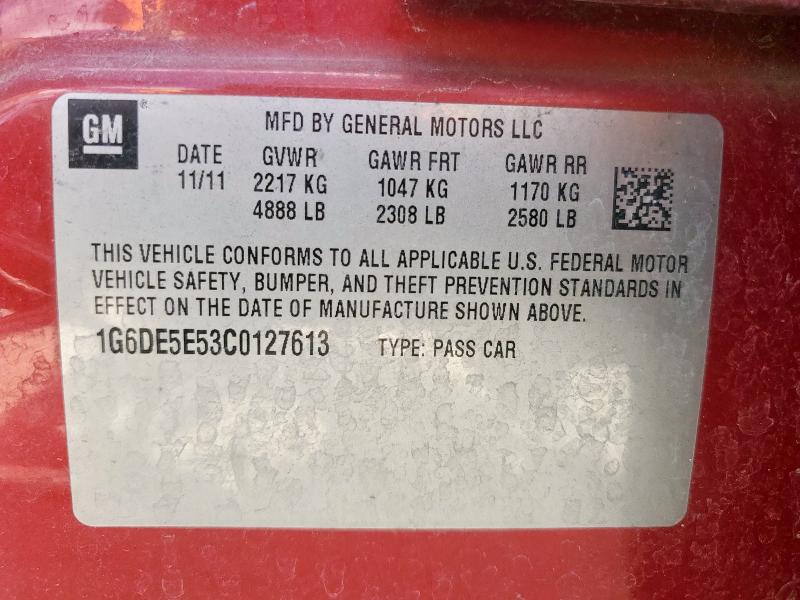 GM
MFD BY GENERAL MOTORS LLC
DATE GVWR GAWR FRT GAWR RR
11/11 2217 KG 1047 KG 1170 KG
4888 LB 2308 LB 2580 LB
THIS VEHICLE CONFORMS TO ALL APPLICABLE U.S. FEDERAL MOTOR
VEHICLE SAFETY, BUMPER, AND THEFT PREVENTION STANDARDS IN
EFFECT ON THE DATE OF MANUFACTURE SHOWN ABOVE.
1G6DE5E53C0127613 TYPE: PASS CAR